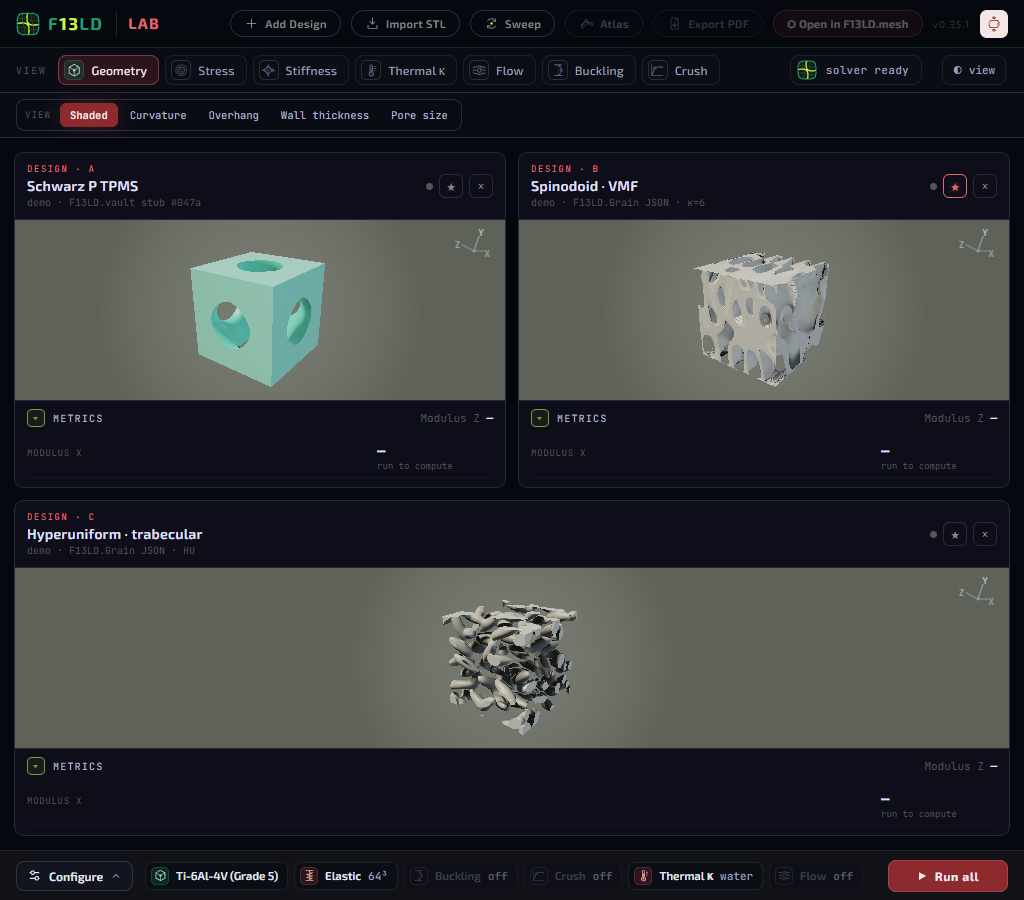 F13LD LAB + Add Design Import STL Sweep Atlas Export PDF Open in F13LD.mesh v0.35.1
VIEW Geometry Stress Stiffness Thermal κ Flow Buckling Crush solver ready view
VIEW Shaded Curvature Overhang Wall thickness Pore size
DESIGN · A
Schwarz P TPMS
demo · F13LD.vault stub #047a
Y
Z
X
METRICS Modulus Z —
MODULUS X —
run to compute
DESIGN · B
Spinodoid · VMF
demo · F13LD.Grain JSON · κ=6
Y
Z
X
METRICS Modulus Z —
MODULUS X —
run to compute
DESIGN · C
Hyperuniform · trabecular
demo · F13LD.Grain JSON · HU
Y
Z
X
METRICS Modulus Z —
MODULUS X —
run to compute
Configure Ti-6Al-4V (Grade 5) Elastic 64³ Buckling off Crush off Thermal κ water Flow off Run all